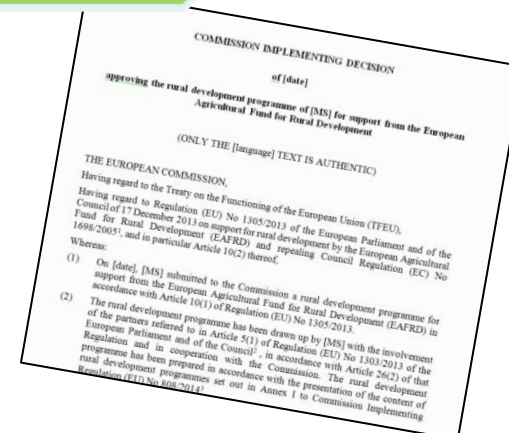 COMMISSION IMPLEMENTING DECISION
of [date]
approving the rural development programme of [MS] for support from the European
Agricultural Fund for Rural Development
(ONLY THE [language] TEXT IS AUTHENTIC)
THE EUROPEAN COMMISSION,
Having regard to the Treaty on the Functioning of the European Union (TFEU),
Having regard to Regulation (EU) No 1305/2013 of the European Parliament and of the
Council of 17 December 2013 on support for rural development by the European Agricultural
Fund for Rural Development (EAFRD) and repealing Council Regulation (EC) No
1698/2005¹, and in particular Article 10(2) thereof,
Whereas:
(1) On [date], [MS] submitted to the Commission a rural development programme for
support from the European Agricultural Fund for Rural Development (EAFRD) in
accordance with Article 10(1) of Regulation (EU) No 1305/2013.
(2) The rural development programme has been drawn up by [MS] with the involvement
of the partners referred to in Article 5(1) of Regulation (EU) No 1303/2013 of the
European Parliament and of the Council², in accordance with Article 26(2) of that
Regulation and in cooperation with the Commission. The rural development
programme has been prepared in accordance with the presentation of the content of
rural development programmes set out in Annex I to Commission Implementing
Regulation (EU) No 808/2014³